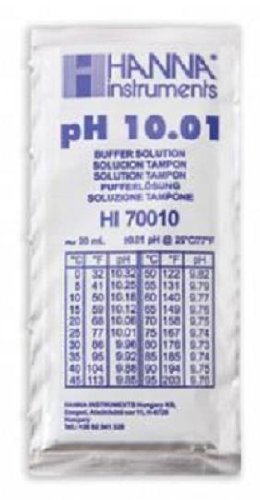 HANNA®
instruments
pH 10.01
BUFFER SOLUTION
SOLUCION TAMPON
SOLUTION TAMPON
PUFFERLÖSUNG
SOLUZIONE TAMPONE
HI 70010
20 mL ±0.01 pH @ 25°C/77°F
°C °F pH °C °F pH
0 32 10.32 50 122 9.82
5 41 10.25 55 131 9.79
10 50 10.18 60 140 9.77
15 59 10.12 65 149 9.76
20 68 10.06 70 158 9.75
25 77 10.01 75 167 9.74
30 86 9.96 80 176 9.73
35 95 9.92 85 185 9.74
40 104 9.88 90 194 9.75
45 113 9.85 95 203 9.76
HANNA INSTRUMENTS Hungary Kft.
Hungary